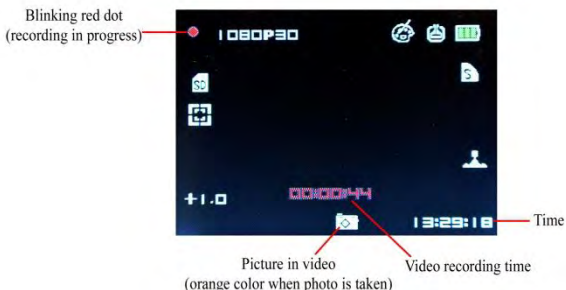 Blinking red dot
(recording in progress)
1080P30
SD
S
+1.0
00:00:44
13:29:18
Time
Picture in video
(orange color when photo is taken)
Video recording time